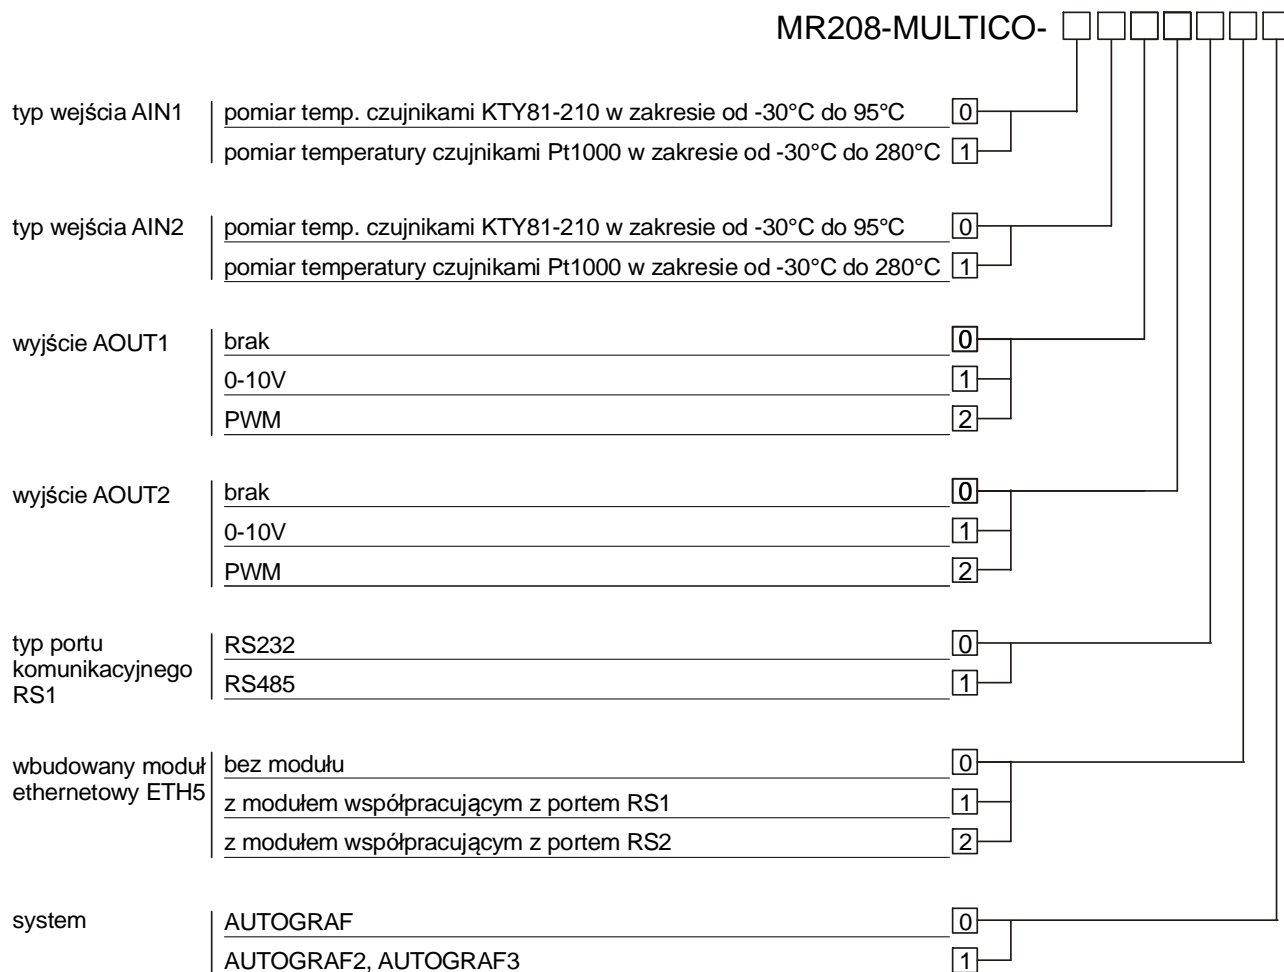 MR208-MULTICO-
typ wejścia AIN1
pomiar temp. czujnikami KTY81-210 w zakresie od -30°C do 95°C 0
pomiar temperatury czujnikami Pt1000 w zakresie od -30°C do 280°C 1
typ wejścia AIN2
pomiar temp. czujnikami KTY81-210 w zakresie od -30°C do 95°C 0
pomiar temperatury czujnikami Pt1000 w zakresie od -30°C do 280°C 1
wyjście AOUT1
brak 0
0-10V 1
PWM 2
wyjście AOUT2
brak 0
0-10V 1
PWM 2
typ portu
komunikacyjnego
RS1
RS232 0
RS485 1
wbudowany moduł
ethernetowy ETH5
bez modułu 0
z modułem współpracującym z portem RS1 1
z modułem współpracującym z portem RS2 2
system
AUTOGRAF 0
AUTOGRAF2, AUTOGRAF3 1